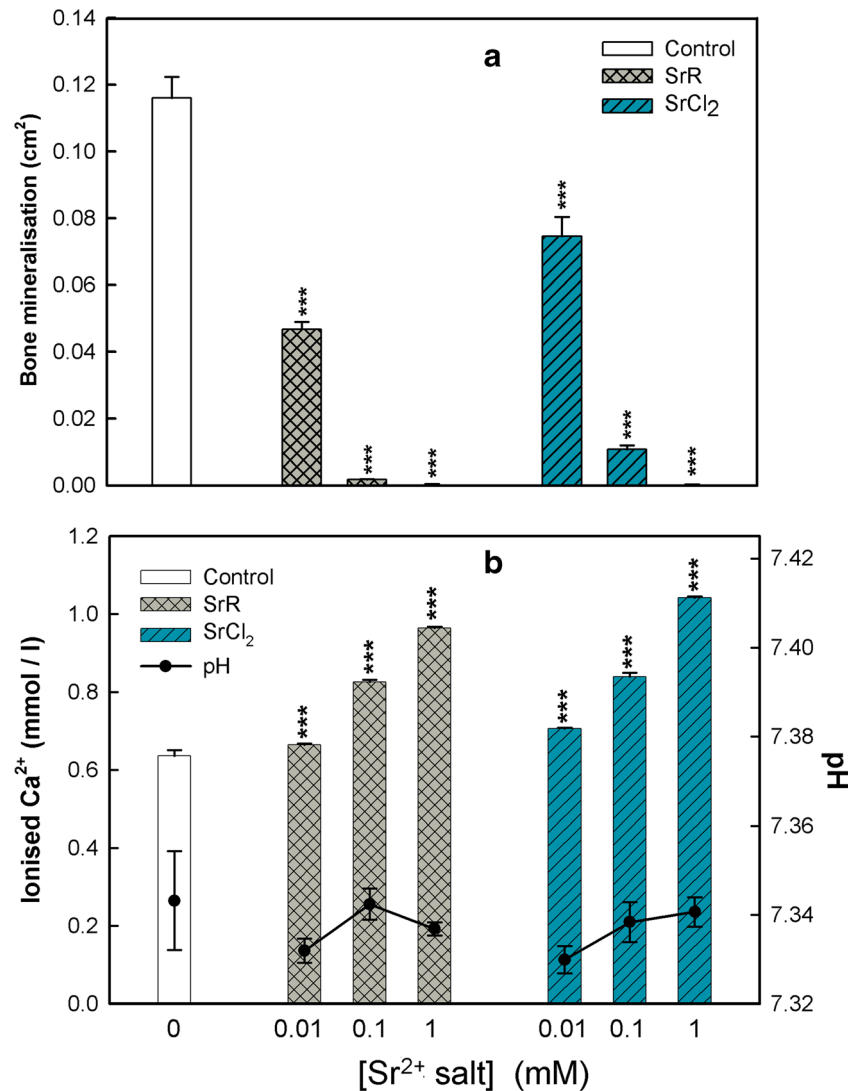 0.14
0.12
0.10
0.08
0.06
0.04
0.02
0.00
Bone mineralisation (cm²)
a
Control
SrR
SrCl₂
***
***
***
***
***
***
1.2
1.0
0.8
0.6
0.4
0.2
0.0
Ionised Ca²⁺ (mmol / l)
b
Control
SrR
SrCl₂
pH
***
***
***
***
***
***
7.42
7.40
7.38
7.36
7.34
7.32
pH
0 0.01 0.1 1 0.01 0.1 1
[Sr²⁺ salt] (mM)